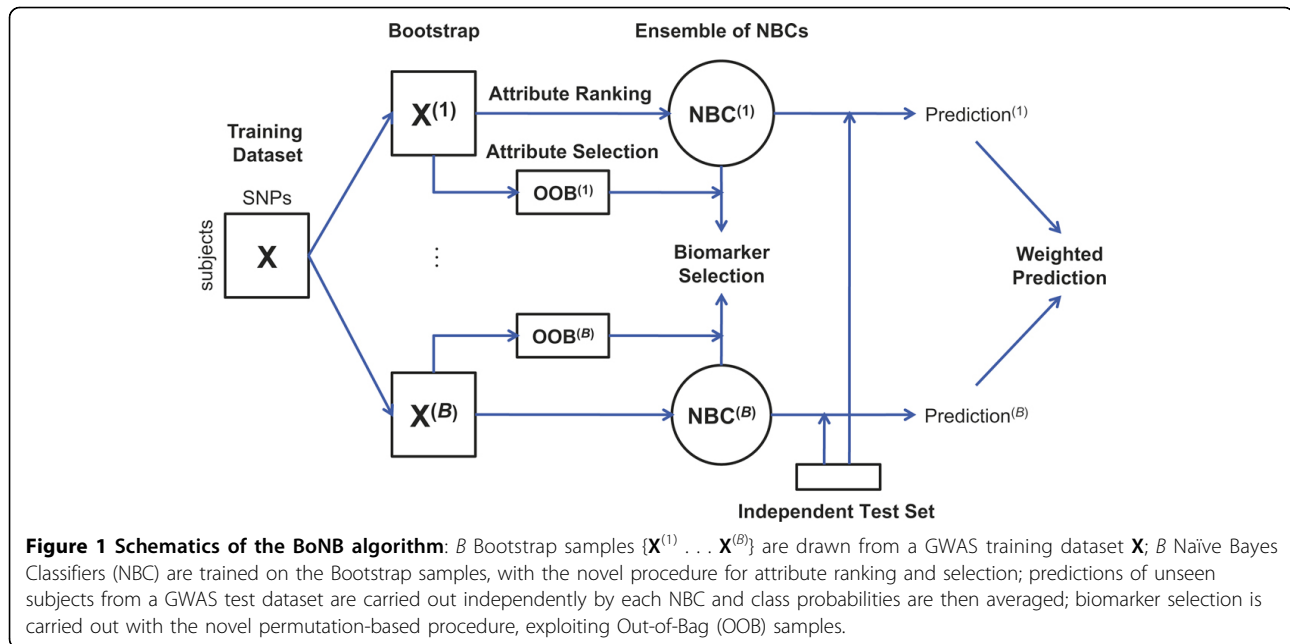 Bootstrap
Ensemble of NBCs
Training
Dataset
SNPs
subjects
X
X(1)
Attribute Ranking
NBC(1)
Prediction(1)
Attribute Selection
OOB(1)
⋮
Biomarker
Selection
Weighted
Prediction
OOB(B)
X(B)
NBC(B)
Prediction(B)
Independent Test Set
Figure 1 Schematics of the BoNB algorithm: B Bootstrap samples {X(1) . . . X(B)} are drawn from a GWAS training dataset X; B Naïve Bayes
Classifiers (NBC) are trained on the Bootstrap samples, with the novel procedure for attribute ranking and selection; predictions of unseen
subjects from a GWAS test dataset are carried out independently by each NBC and class probabilities are then averaged; biomarker selection is
carried out with the novel permutation-based procedure, exploiting Out-of-Bag (OOB) samples.